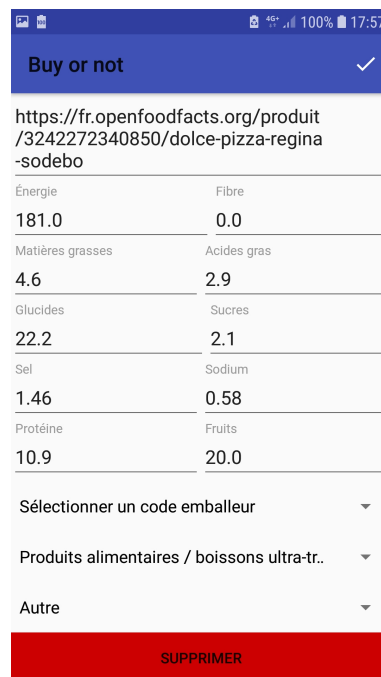 4G+ 100% 17:57
Buy or not
https://fr.openfoodfacts.org/produit
/3242272340850/dolce-pizza-regina
-sodebo
Énergie Fibre
181.0 0.0
Matières grasses Acides gras
4.6 2.9
Glucides Sucres
22.2 2.1
Sel Sodium
1.46 0.58
Protéine Fruits
10.9 20.0
Sélectionner un code emballeur
Produits alimentaires / boissons ultra-tr..
Autre
SUPPRIMER